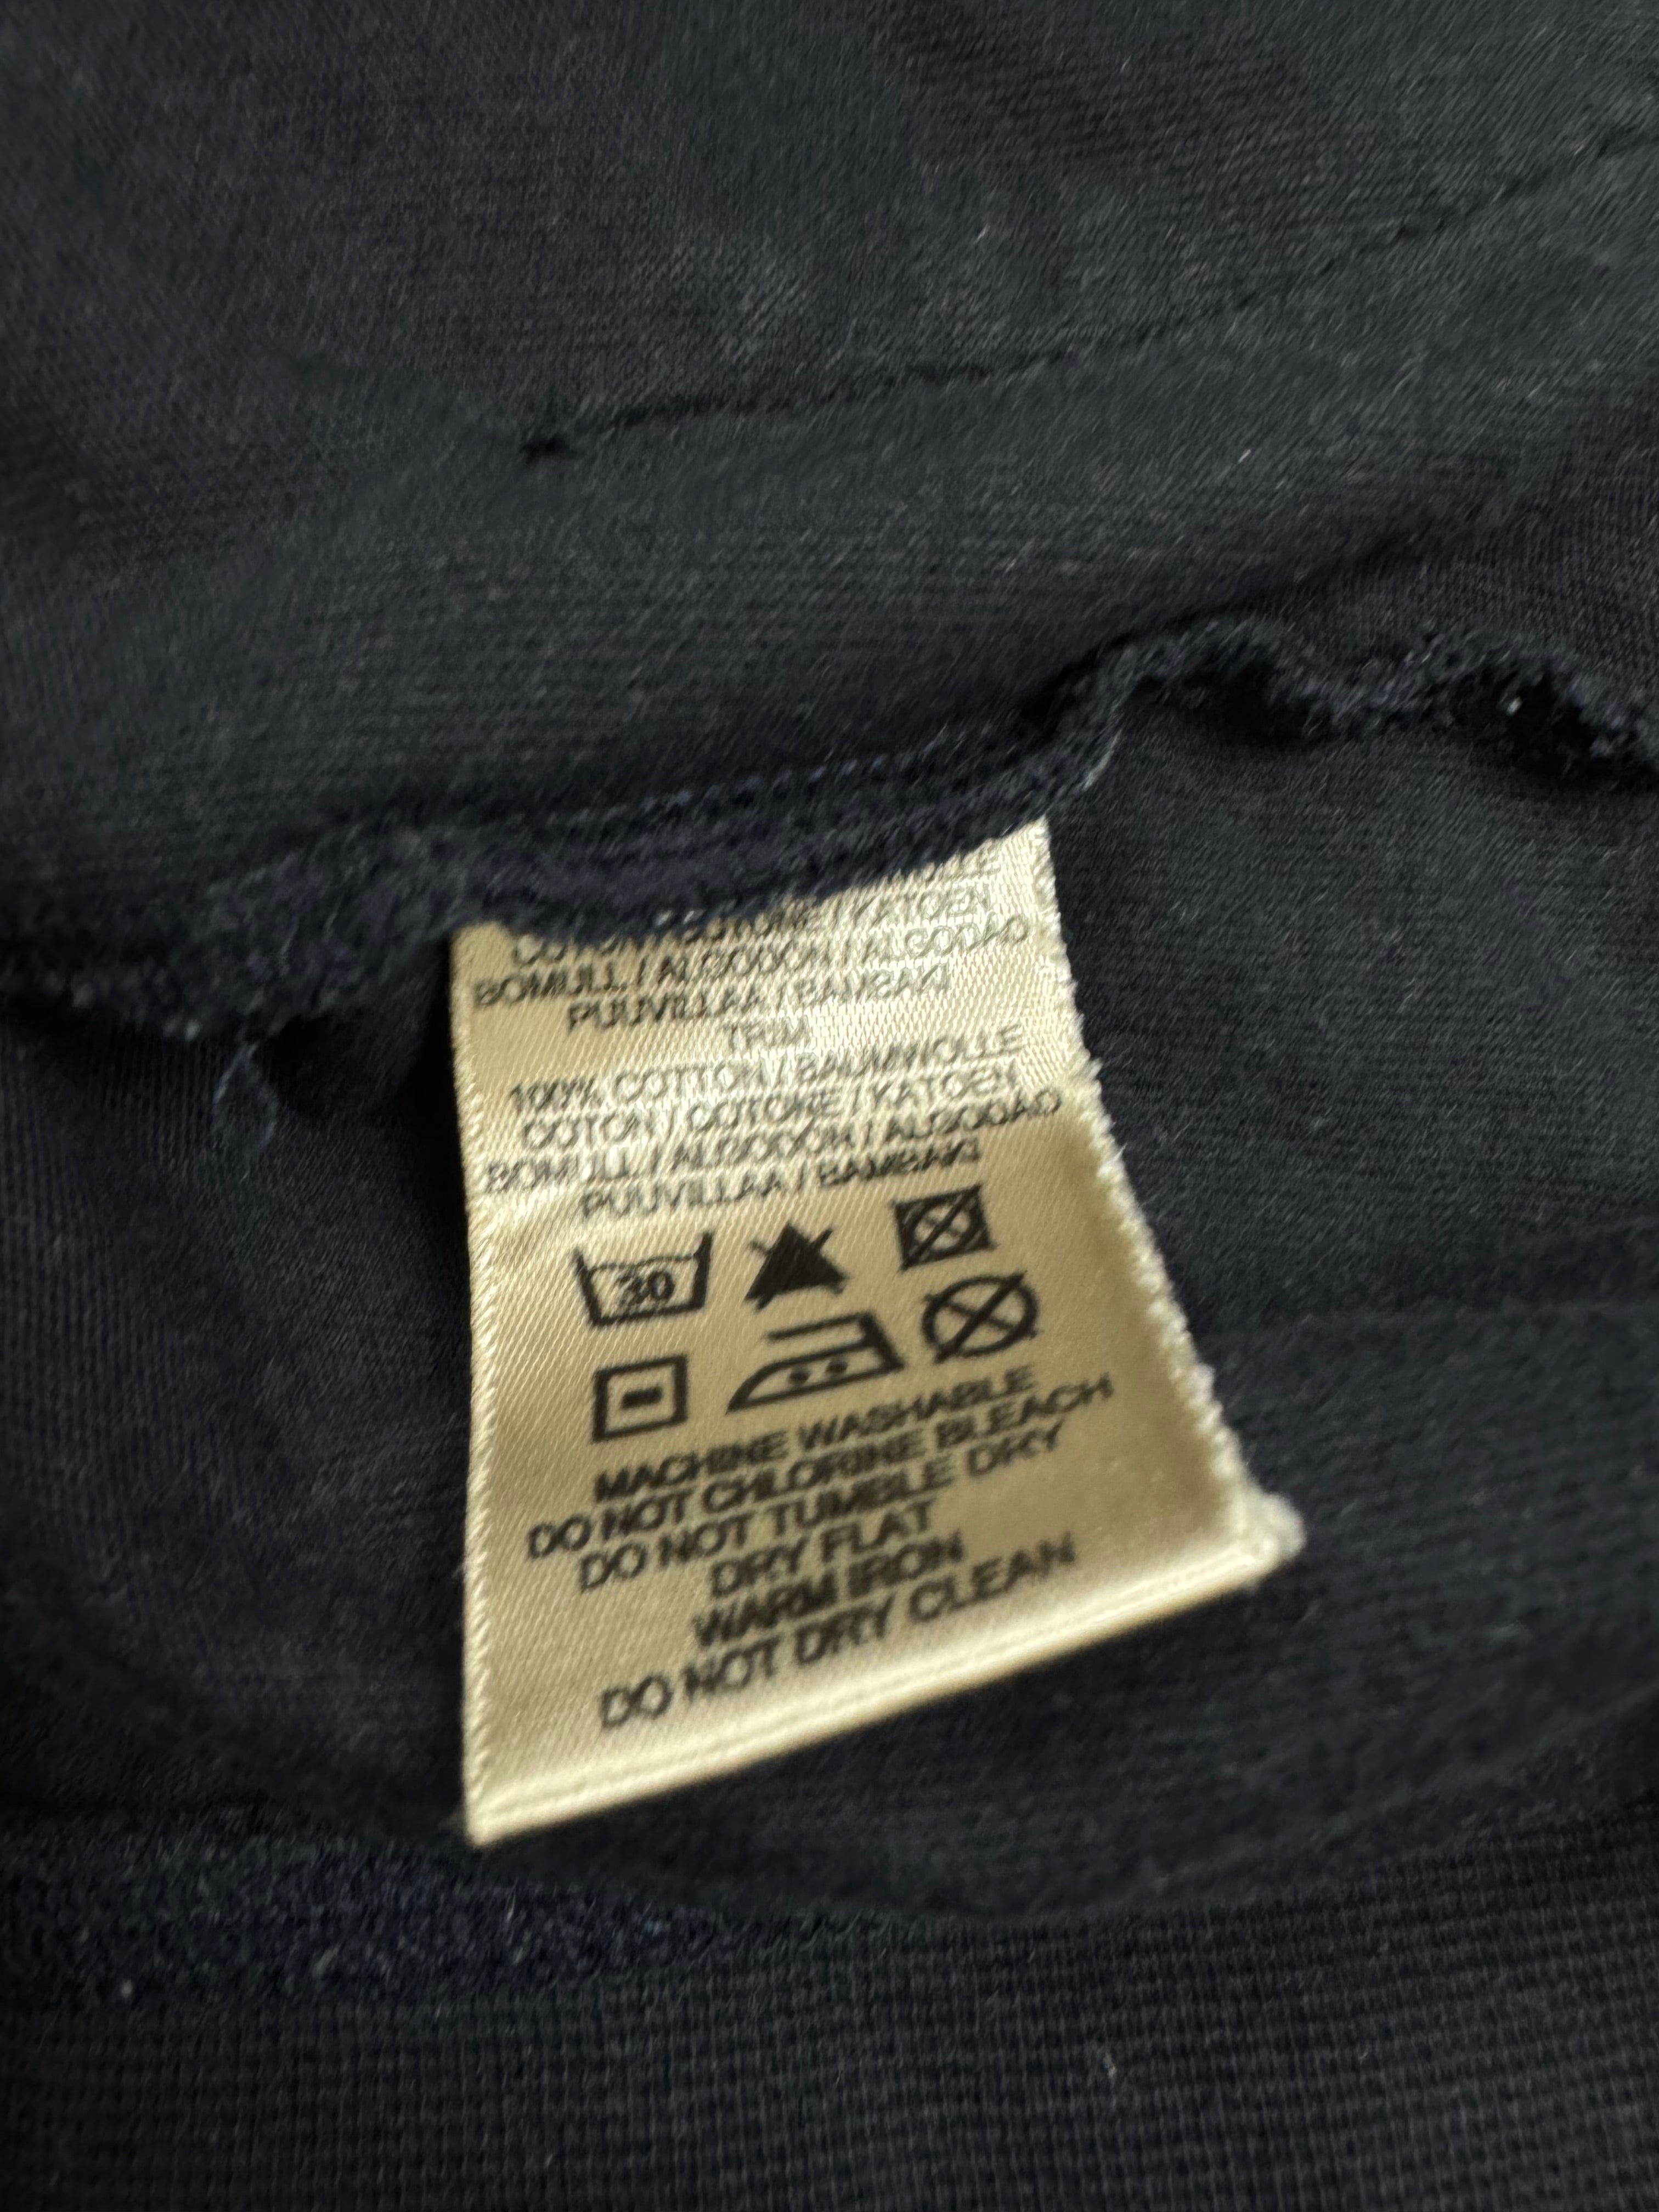 COTON / COTONE / KATOEN
BOMULL / ALGODÓN / ALGODÃO
PUUVILLAA / BAMBAKI
TRIM
100% COTTON / BAUMWOLLE
COTON / COTONE / KATOEN
BOMULL / ALGODÓN / ALGODÃO
PUUVILLAA / BAMBAKI
30
MACHINE WASHABLE
DO NOT CHLORINE BLEACH
DO NOT TUMBLE DRY
DRY FLAT
WARM IRON
DO NOT DRY CLEAN